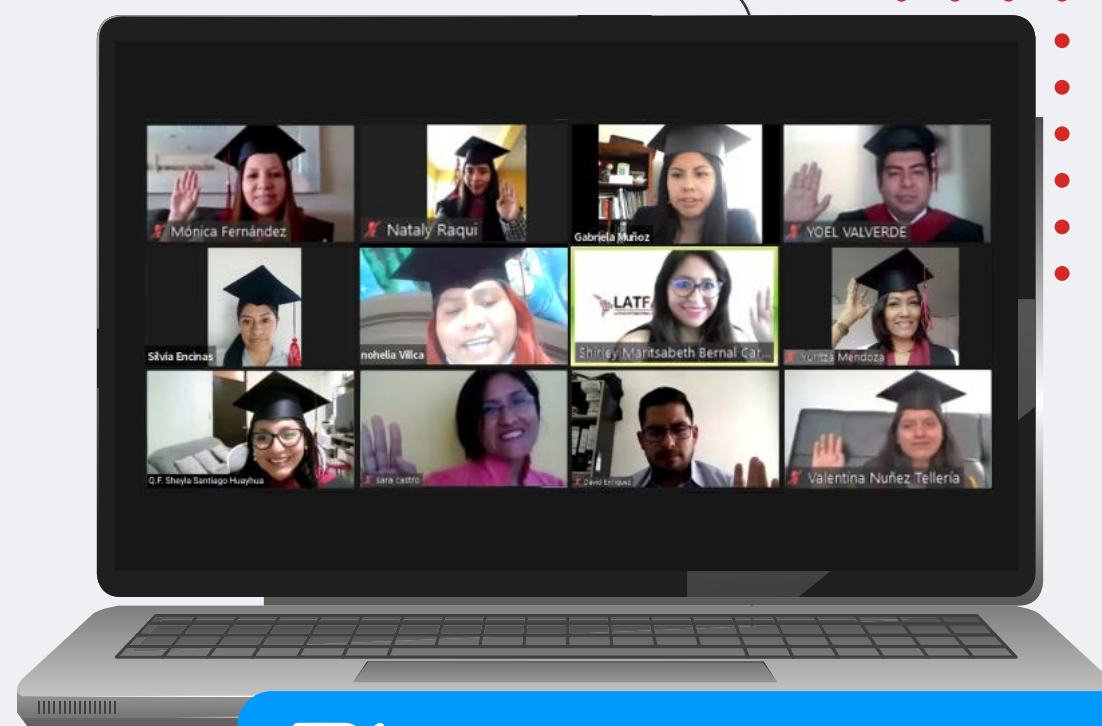 Mónica Fernández
Nataly Raqui
Gabriela Muñoz
YOEL VALVERDE
Silvia Encinas
nohelia Villca
LATF
Shirley Maritsabeth Bernal Car...
Yuritza Mendoza
Q.F. Sheyla Santiago Huayhua
sara castro
David Enriquez
Valentina Nuñez Tellería